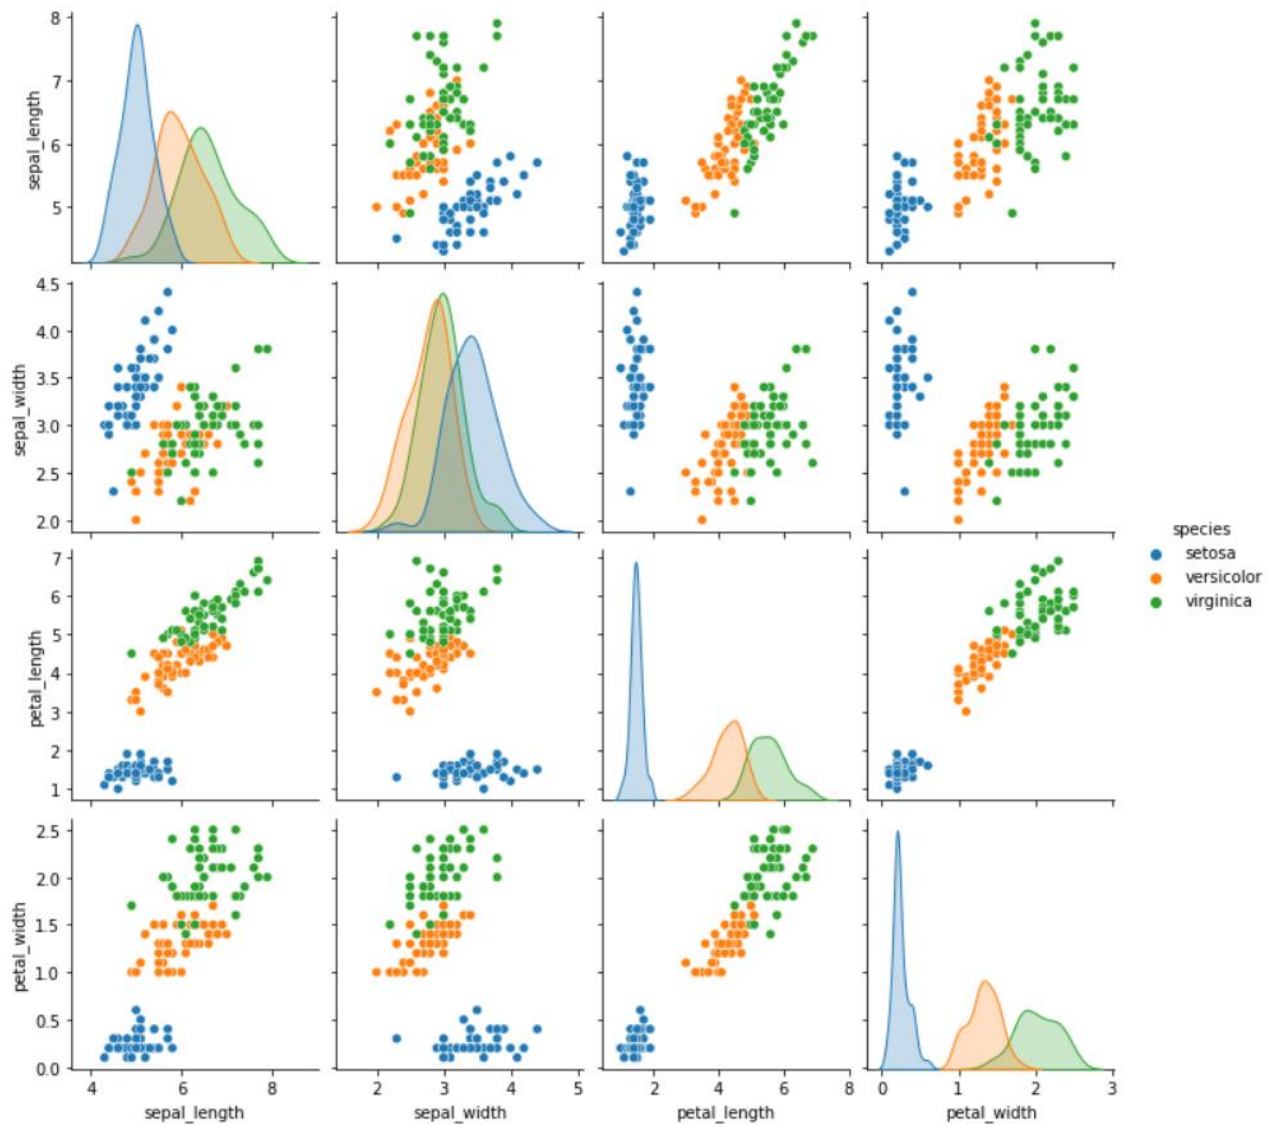 8
7
6
5
sepal_length
4.5
4.0
3.5
3.0
2.5
2.0
sepal_width
species
setosa
versicolor
virginica
7
6
5
4
3
2
1
petal_length
2.5
2.0
1.5
1.0
0.5
0.0
petal_width
4 6 8 2 3 4 5 2 4 6 8 0 1 2 3
sepal_length sepal_width petal_length petal_width